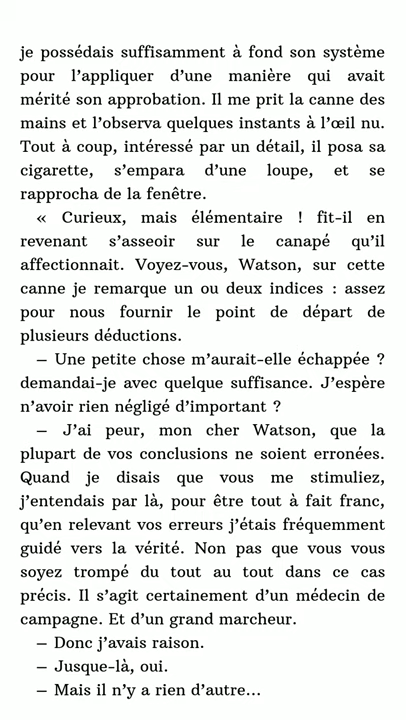 je possédais suffisamment à fond son système
pour l’appliquer d’une manière qui avait
mérité son approbation. Il me prit la canne des
mains et l’observa quelques instants à l’œil nu.
Tout à coup, intéressé par un détail, il posa sa
cigarette, s’empara d’une loupe, et se
rapprocha de la fenêtre.
« Curieux, mais élémentaire ! fit-il en
revenant s’asseoir sur le canapé qu’il
affectionnait. Voyez-vous, Watson, sur cette
canne je remarque un ou deux indices : assez
pour nous fournir le point de départ de
plusieurs déductions.
– Une petite chose m’aurait-elle échappée ?
demandai-je avec quelque suffisance. J’espère
n’avoir rien négligé d’important ?
– J’ai peur, mon cher Watson, que la
plupart de vos conclusions ne soient erronées.
Quand je disais que vous me stimuliez,
j’entendais par là, pour être tout à fait franc,
qu’en relevant vos erreurs j’étais fréquemment
guidé vers la vérité. Non pas que vous vous
soyez trompé du tout au tout dans ce cas
précis. Il s’agit certainement d’un médecin de
campagne. Et d’un grand marcheur.
– Donc j’avais raison.
– Jusque-là, oui.
– Mais il n’y a rien d’autre…